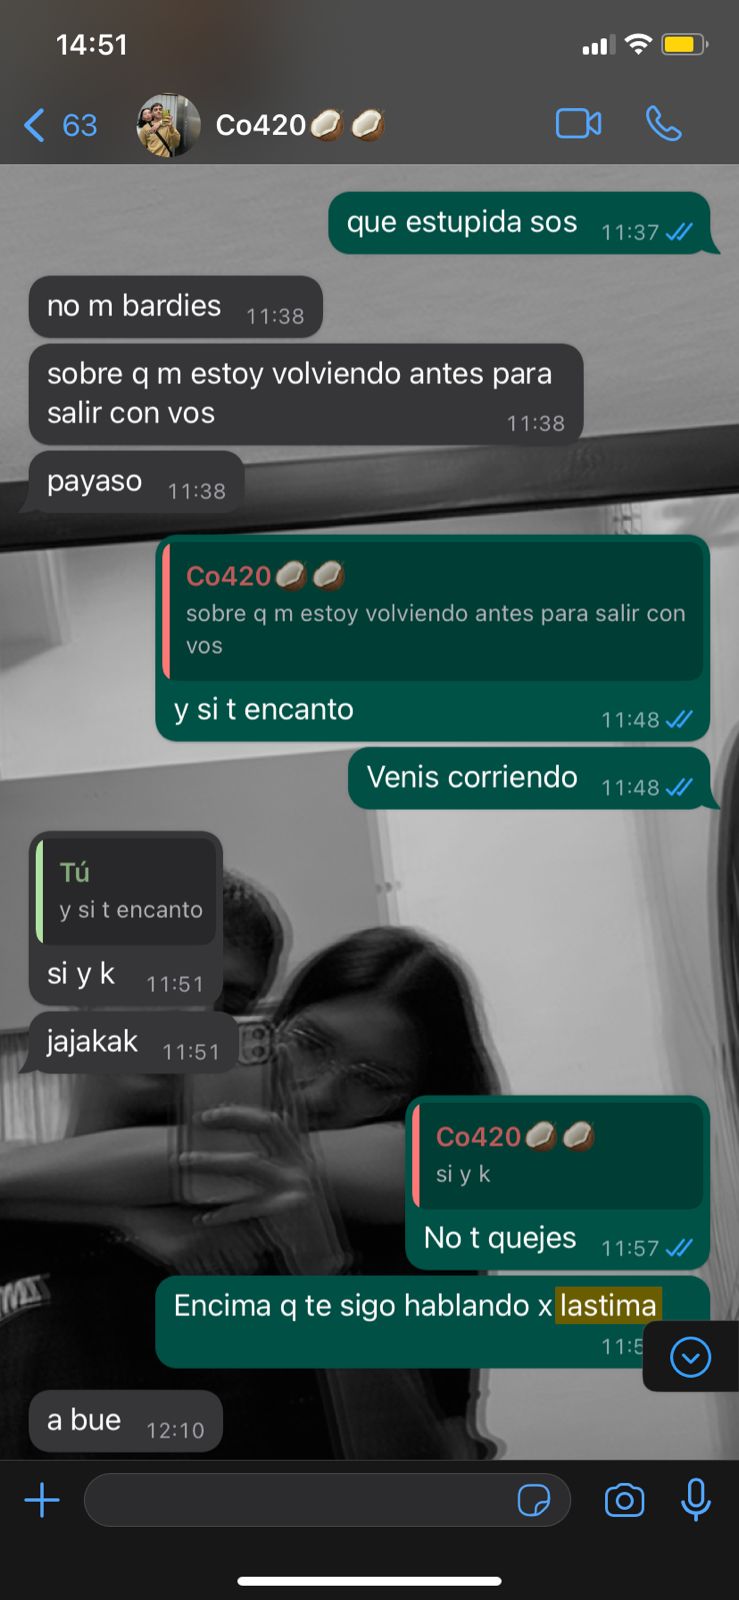 14:51
63
Co420🥥🥥
que estupida sos
11:37
no m bardies
11:38
sobre q m estoy volviendo antes para
salir con vos
11:38
payaso
11:38
Co420🥥🥥
sobre q m estoy volviendo antes para salir con
vos
y si t encanto
11:48
Venis corriendo
11:48
Tú
y si t encanto
si y k
11:51
jajakak
11:51
Co420🥥🥥
si y k
No t quejes
11:57
Encima q te sigo hablando x lastima
a bue
12:10